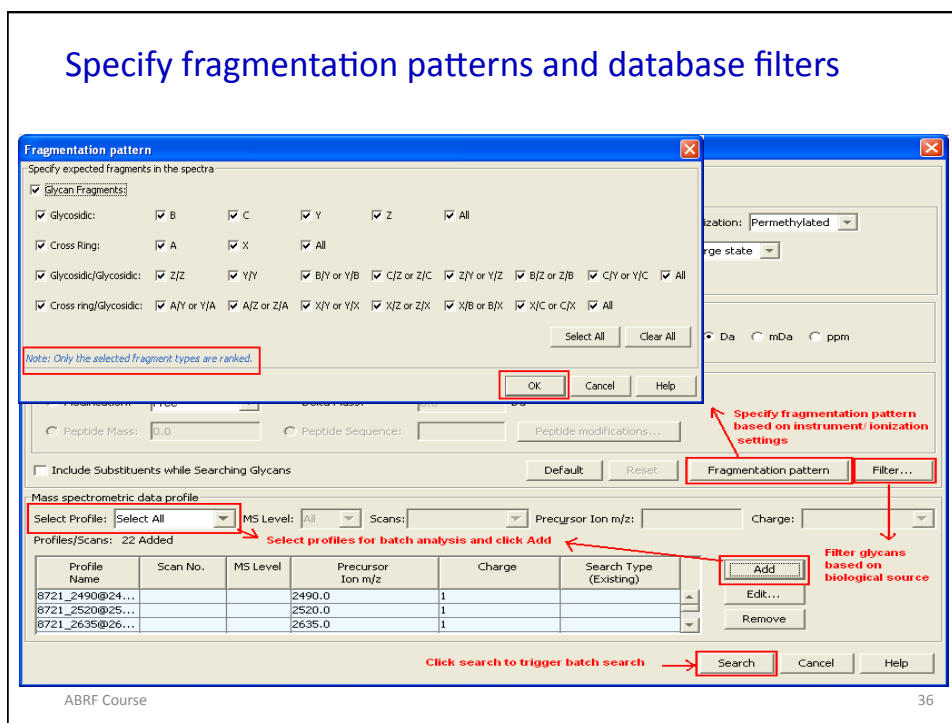 Specify fragmentation patterns and database filters
Fragmentation pattern
Specify expected fragments in the spectra
Glycan Fragments:
Glycosidic: B C Y Z All
Cross Ring: A X All
Glycosidic/Glycosidic: Z/Z Y/Y B/Y or Y/B C/Z or Z/C Z/Y or Y/Z B/Z or Z/B C/Y or Y/C All
Cross ring/Glycosidic: A/Y or Y/A A/Z or Z/A X/Y or Y/X X/Z or Z/X X/B or B/X X/C or C/X All
Select All Clear All
Note: Only the selected fragment types are ranked.
OK Cancel Help
ization: Permethylated
rge state
Da mDa ppm
Specify fragmentation pattern
based on instrument/ ionization
settings
Peptide Mass: 0.0 Peptide Sequence: Peptide modifications...
Include Substituents while Searching Glycans Default Reset Fragmentation pattern Filter...
Mass spectrometric data profile
Select Profile: Select All MS Level: All Scans: Precursor Ion m/z: Charge:
Profiles/Scans: 22 Added Select profiles for batch analysis and click Add
Filter glycans
based on
biological source
Profile Name Scan No. MS Level Precursor Ion m/z Charge Search Type (Existing)
8721_2490@24... 2490.0 1
8721_2520@25... 2520.0 1
8721_2635@26... 2635.0 1
Add
Edit...
Remove
Click search to trigger batch search Search Cancel Help
ABRF Course 36